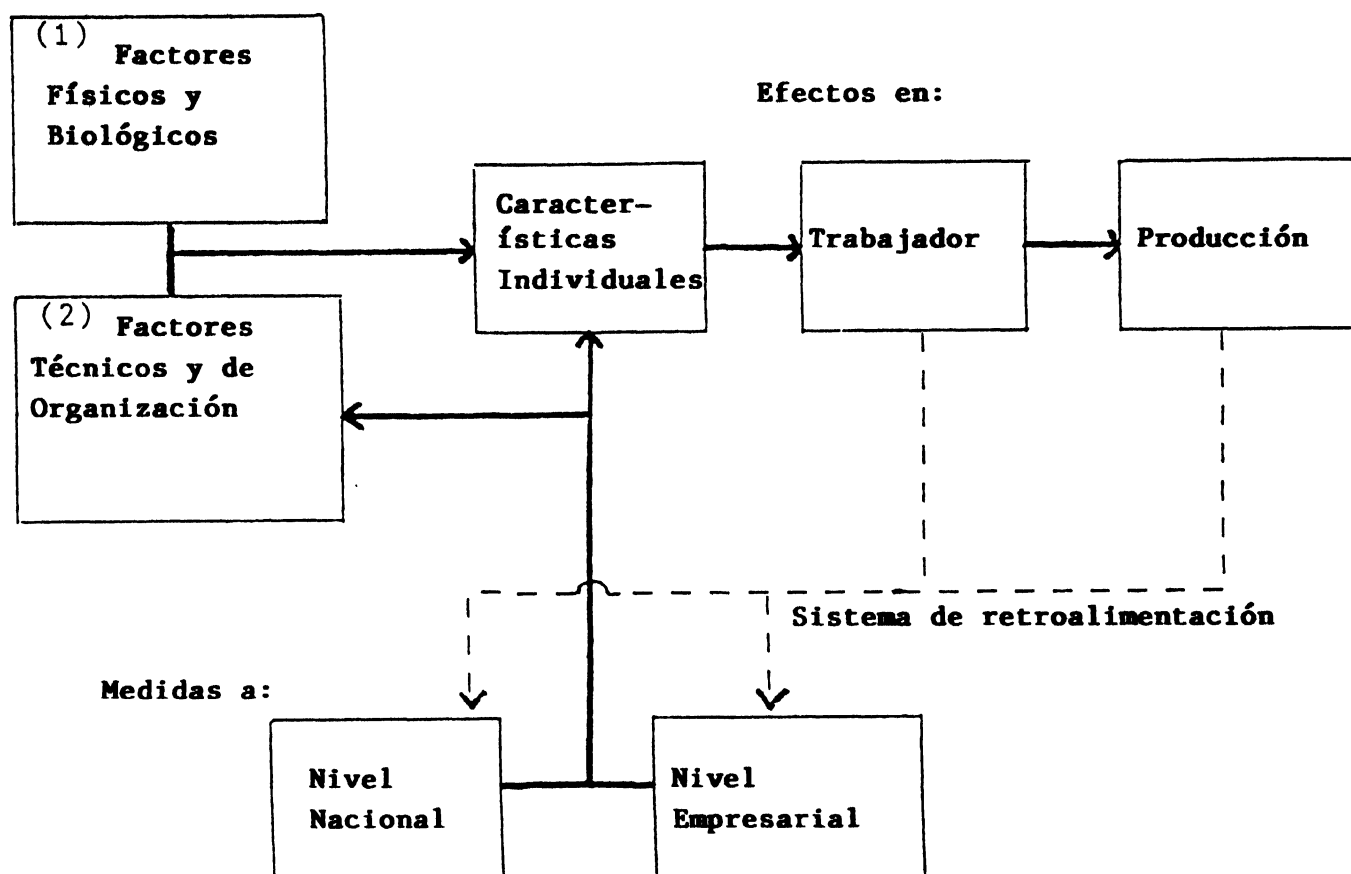 (1) Factores
Físicos y
Biológicos
Efectos en:
Caracter-
ísticas
Individuales
Trabajador
Producción
(2) Factores
Técnicos y de
Organización
Sistema de retroalimentación
Medidas a:
Nivel
Nacional
Nivel
Empresarial